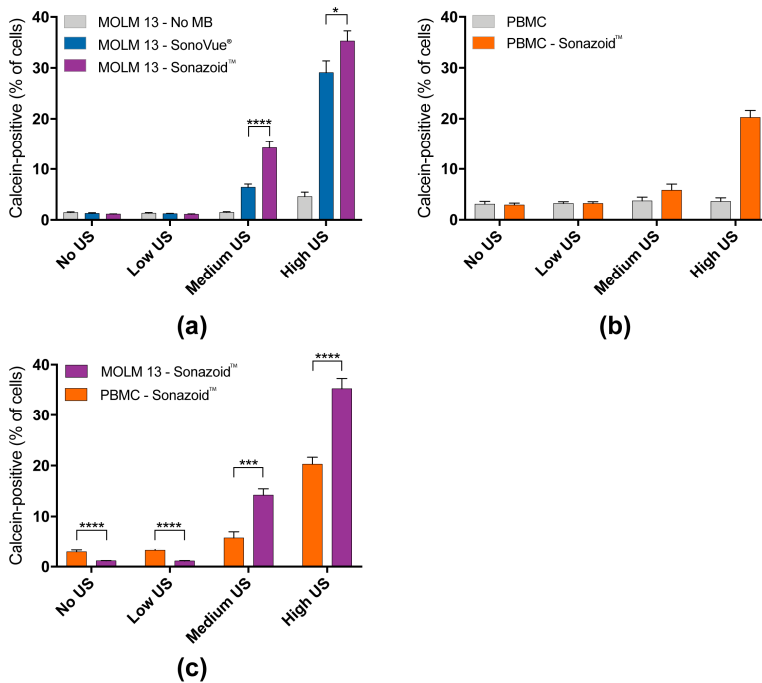 Calcein-positive (% of cells)
40
30
20
10
0
MOLM 13 - No MB
MOLM 13 - SonoVue®
MOLM 13 - Sonazoid™
****
*
No US
Low US
Medium US
High US
(a)
Calcein-positive (% of cells)
40
30
20
10
0
PBMC
PBMC - Sonazoid™
No US
Low US
Medium US
High US
(b)
Calcein-positive (% of cells)
40
30
20
10
0
MOLM 13 - Sonazoid™
PBMC - Sonazoid™
****
****
***
****
No US
Low US
Medium US
High US
(c)